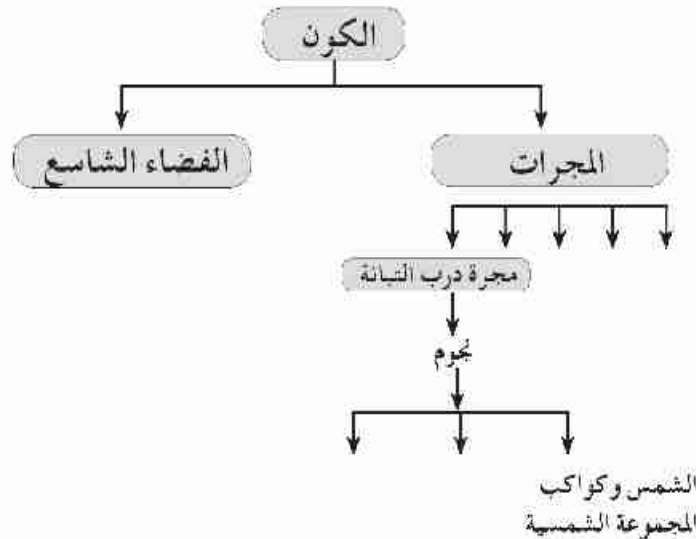 الكون
المجرات
الفضاء الشاسع
مجرة درب التبانة
نجوم
الشمس وكواكب
المجموعة الشمسية